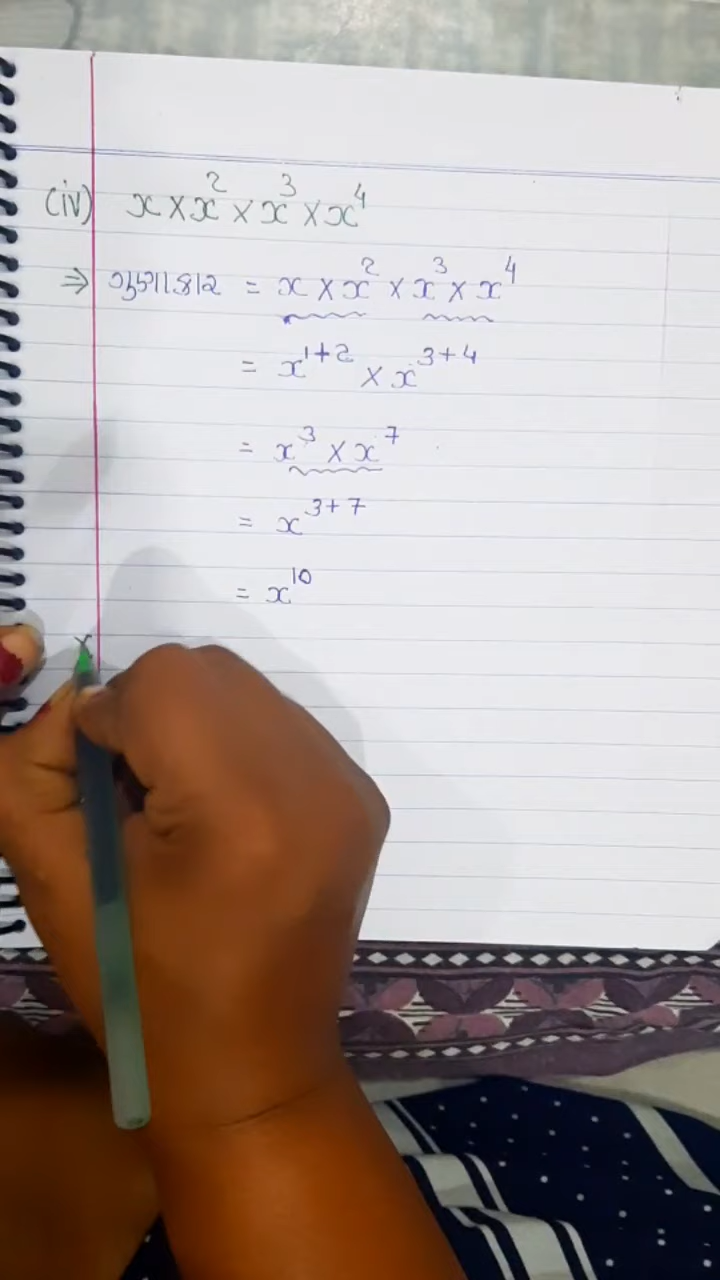 (iv) x × x² × x³ × x⁴
⇒ ગુણાકાર = x × x² × x³ × x⁴
= x¹⁺² × x³⁺⁴
= x³ × x⁷
= x³⁺⁷
= x¹⁰